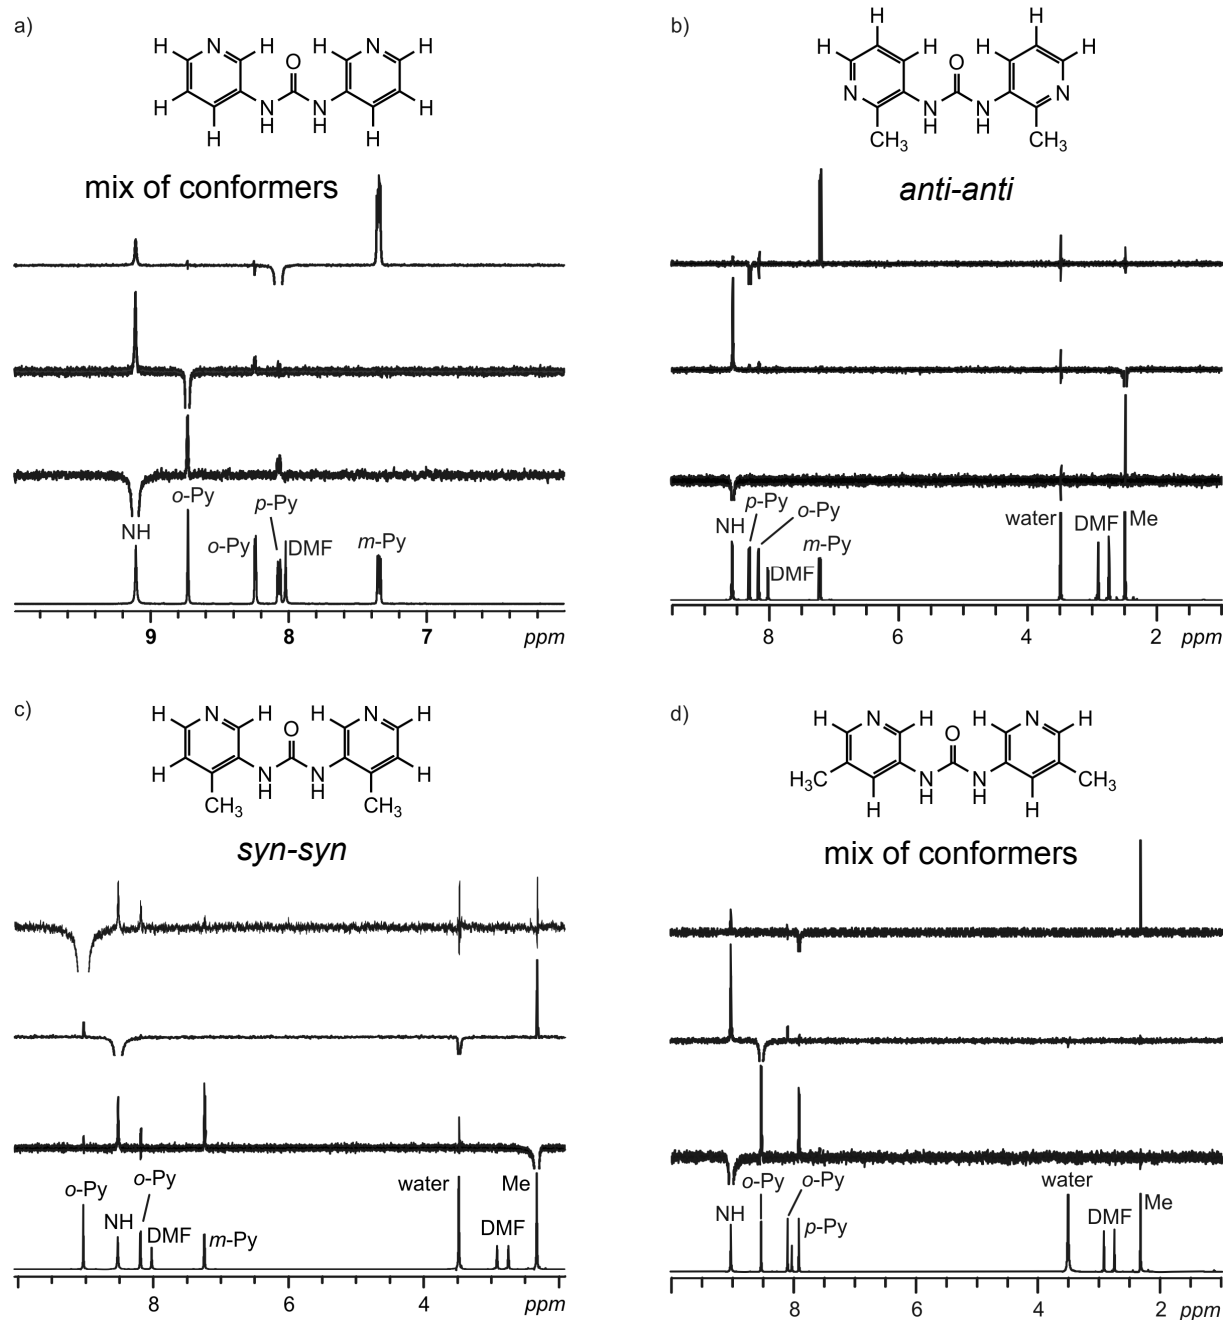 a)
H N H O H N H
H N N H
H H H H
mix of conformers
NH
o-Py
o-Py
p-Py
DMF
m-Py
9 8 7 ppm
b)
H H
H H O H H
N N N N
CH3 H H CH3
anti-anti
NH
p-Py
o-Py
DMF
m-Py
water
DMF
Me
8 6 4 2 ppm
c)
H N H O H N H
H N N H
CH3 H H CH3
syn-syn
o-Py
NH
o-Py
DMF
m-Py
water
DMF
Me
8 6 4 ppm
d)
H N H O H N H
H3C N N CH3
H H H H
mix of conformers
NH
o-Py
o-Py
p-Py
water
DMF
Me
8 6 4 2 ppm